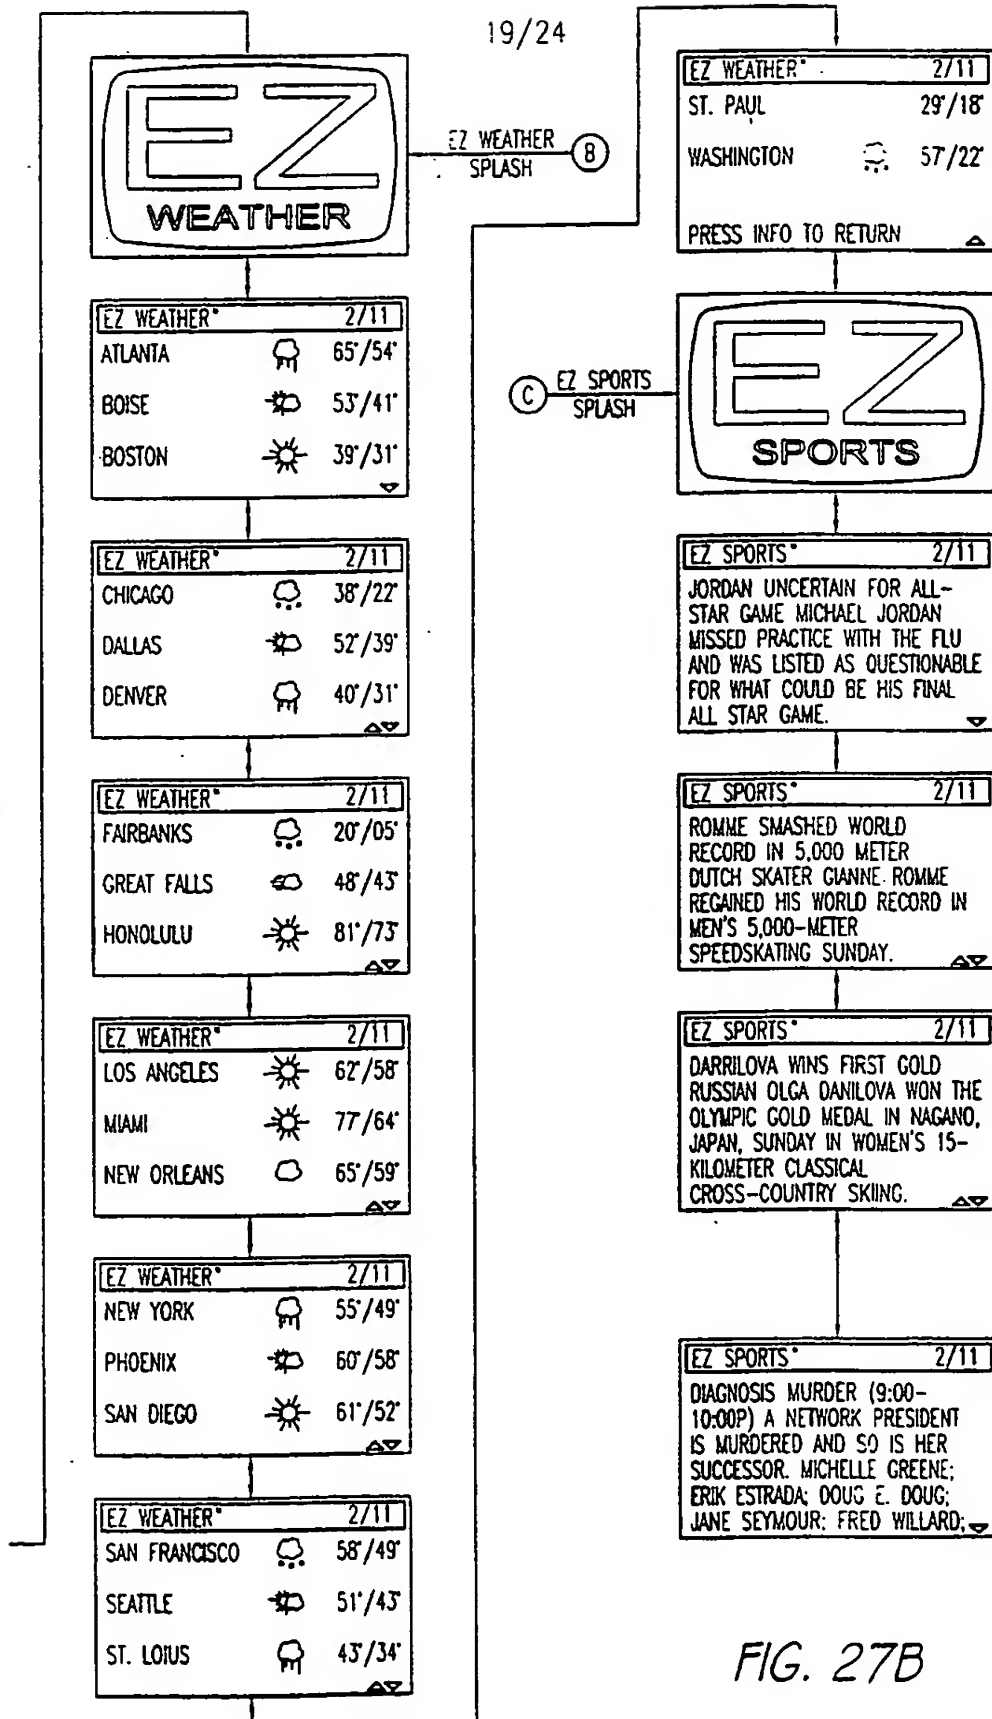 19/24
EZ
WEATHER
EZ WEATHER
SPLASH
B
EZ WEATHER° 2/11
ATLANTA 65°/54°
BOISE 53°/41°
BOSTON 39°/31°
EZ WEATHER° 2/11
CHICAGO 38°/22°
DALLAS 52°/39°
DENVER 40°/31°
EZ WEATHER° 2/11
FAIRBANKS 20°/05°
GREAT FALLS 48°/43°
HONOLULU 81°/73°
EZ WEATHER° 2/11
LOS ANGELES 62°/58°
MIAMI 77°/64°
NEW ORLEANS 65°/59°
EZ WEATHER° 2/11
NEW YORK 55°/49°
PHOENIX 60°/58°
SAN DIEGO 61°/52°
EZ WEATHER° 2/11
SAN FRANCISCO 58°/49°
SEATTLE 51°/43°
ST. LOIUS 43°/34°
EZ WEATHER° 2/11
ST. PAUL 29°/18°
WASHINGTON 57°/22°
PRESS INFO TO RETURN
C
EZ SPORTS
SPLASH
EZ
SPORTS
EZ SPORTS° 2/11
JORDAN UNCERTAIN FOR ALL-
STAR GAME MICHAEL JORDAN
MISSED PRACTICE WITH THE FLU
AND WAS LISTED AS QUESTIONABLE
FOR WHAT COULD BE HIS FINAL
ALL STAR GAME.
EZ SPORTS° 2/11
ROMME SMASHED WORLD
RECORD IN 5,000 METER
DUTCH SKATER GIANNE ROMME
REGAINED HIS WORLD RECORD IN
MEN'S 5,000-METER
SPEEDSKATING SUNDAY.
EZ SPORTS° 2/11
DARRILOVA WINS FIRST GOLD
RUSSIAN OLGA DANILOVA WON THE
OLYMPIC GOLD MEDAL IN NAGANO,
JAPAN, SUNDAY IN WOMEN'S 15-
KILOMETER CLASSICAL
CROSS-COUNTRY SKIING.
EZ SPORTS° 2/11
DIAGNOSIS MURDER (9:00-
10:00P) A NETWORK PRESIDENT
IS MURDERED AND SO IS HER
SUCCESSOR. MICHELLE GREENE;
ERIK ESTRADA; DOUG E. DOUG;
JANE SEYMOUR; FRED WILLARD;
FIG. 27B